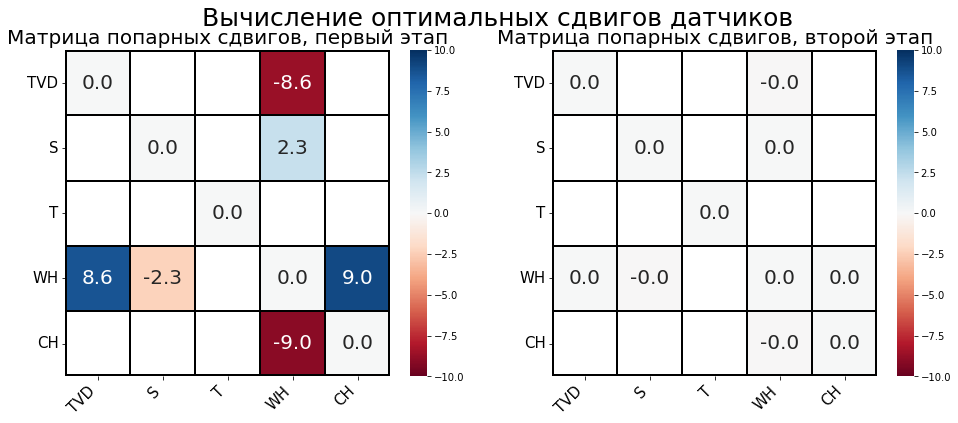 Вычисление оптимальных сдвигов датчиков
Матрица попарных сдвигов, первый этап
TVD 0.0 -8.6
S 0.0 2.3
T 0.0
WH 8.6 -2.3 0.0 9.0
CH -9.0 0.0
TVD S T WH CH
10.0
7.5
5.0
2.5
0.0
-2.5
-5.0
-7.5
-10.0
Матрица попарных сдвигов, второй этап
TVD 0.0 -0.0
S 0.0 0.0
T 0.0
WH 0.0 -0.0 0.0 0.0
CH -0.0 0.0
TVD S T WH CH
10.0
7.5
5.0
2.5
0.0
-2.5
-5.0
-7.5
-10.0